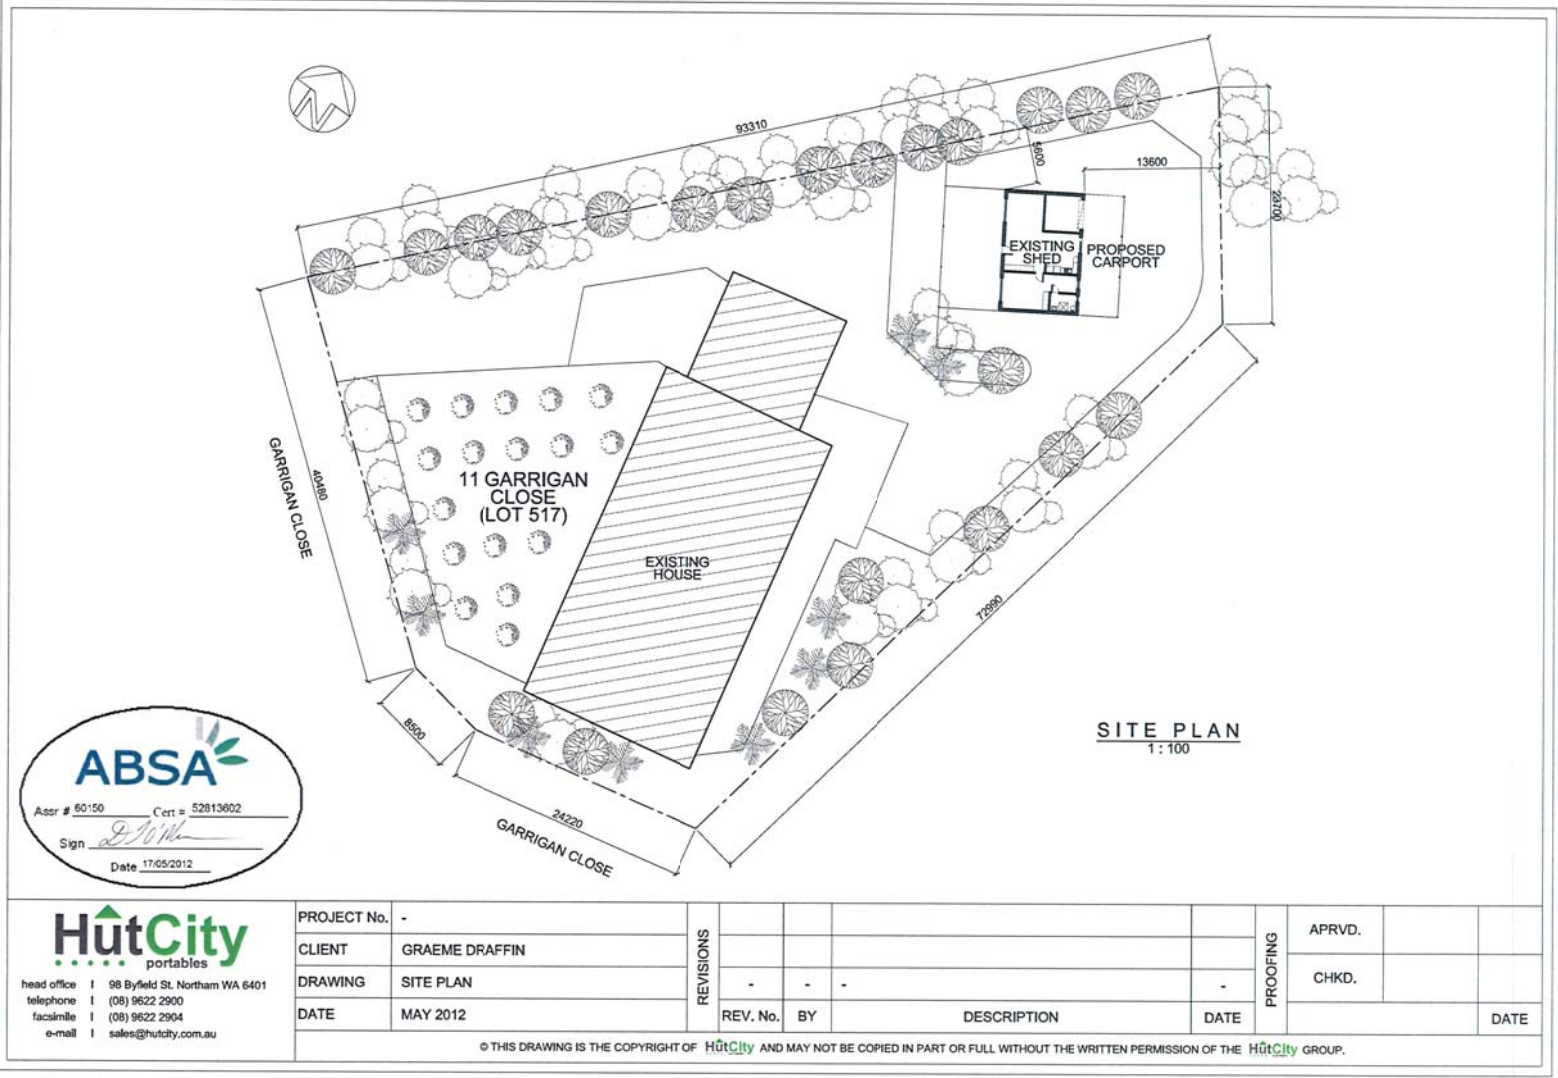 93310
5600
13600
23700
EXISTING
SHED
PROPOSED
CARPORT
GARRIGAN CLOSE
40480
11 GARRIGAN
CLOSE
(LOT 517)
EXISTING
HOUSE
72990
8500
24220
GARRIGAN CLOSE
SITE PLAN
1 : 100
N
ABSA
Assr # 60150 Cert # 52813602
Sign
Date 17/05/2012
HutCity
portables
head office | 98 Byfield St. Northam WA 6401
telephone | (08) 9622 2900
facsimile | (08) 9622 2904
e-mail | sales@hutcity.com.au
PROJECT No. -
CLIENT GRAEME DRAFFIN
DRAWING SITE PLAN
DATE MAY 2012
REVISIONS
- - - -
REV. No. BY DESCRIPTION DATE
PROOFING
APRVD.
CHKD.
DATE
© THIS DRAWING IS THE COPYRIGHT OF HutCity AND MAY NOT BE COPIED IN PART OR FULL WITHOUT THE WRITTEN PERMISSION OF THE HutCity GROUP.